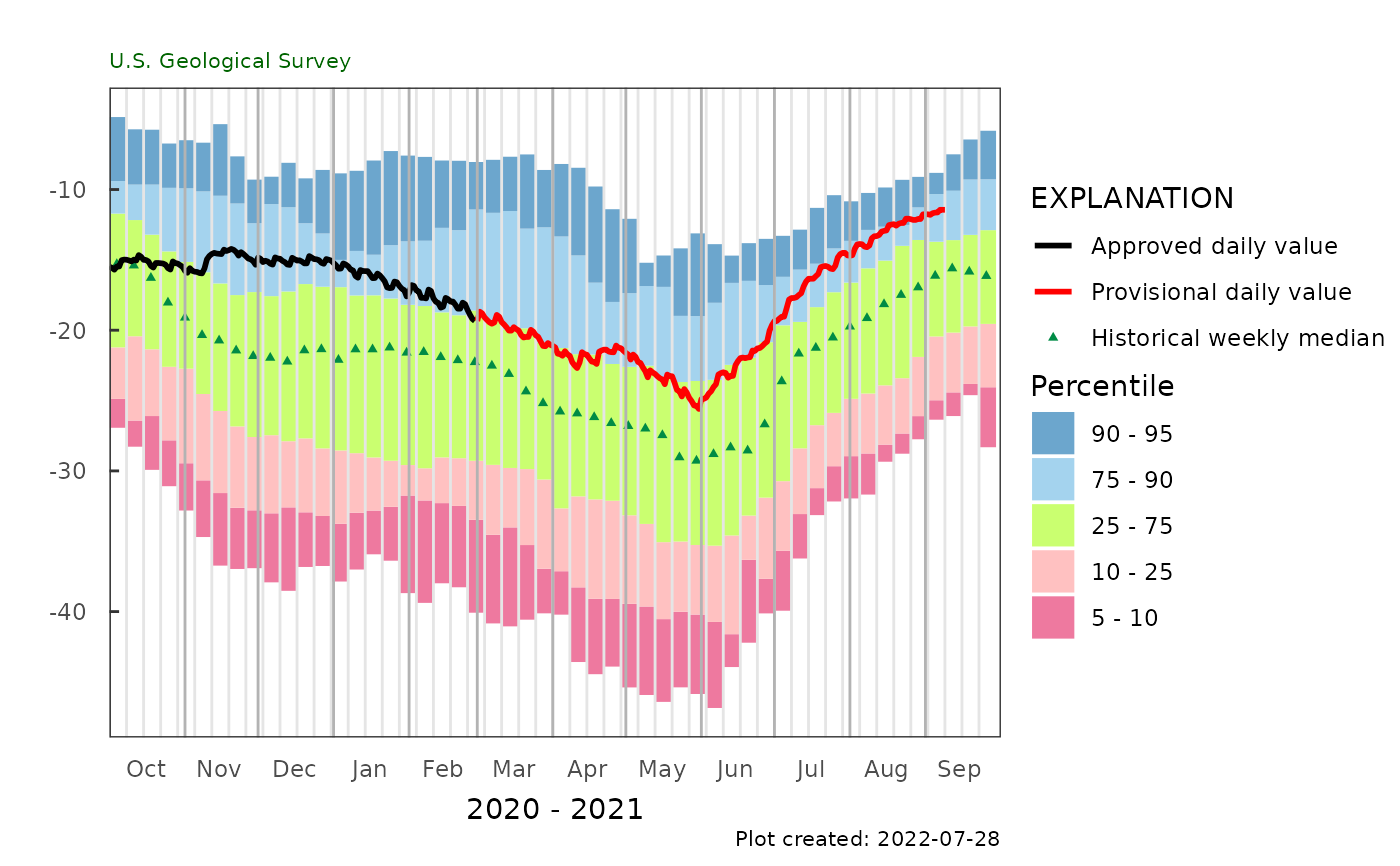 U.S. Geological Survey
-10
-20
-30
-40
Oct Nov Dec Jan Feb Mar Apr May Jun Jul Aug Sep
2020 - 2021
Plot created: 2022-07-28
EXPLANATION
Approved daily value
Provisional daily value
Historical weekly median
Percentile
90 - 95
75 - 90
25 - 75
10 - 25
5 - 10